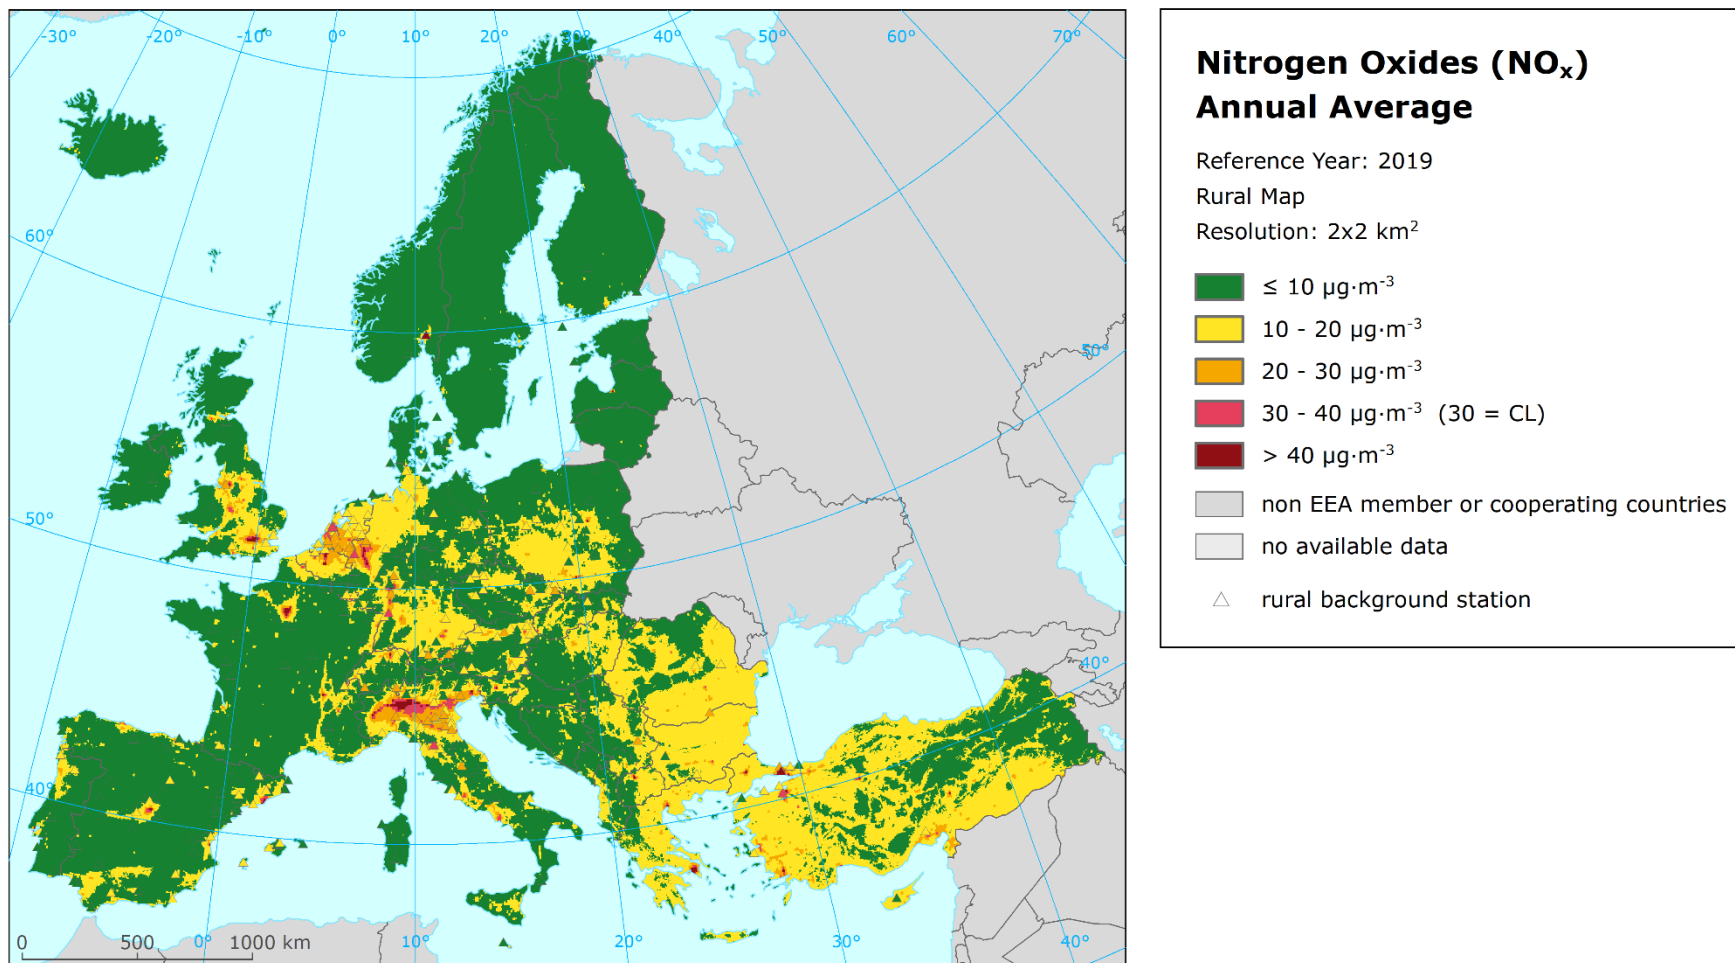 -30° -20° -10° 0° 10° 20° 30° 40° 50° 60° 70°
60°
50°
50°
40°
40°
0 500 1000 km
0° 10° 20° 30° 40°
Nitrogen Oxides (NOₓ)
Annual Average
Reference Year: 2019
Rural Map
Resolution: 2x2 km²
≤ 10 µg·m⁻³
10 - 20 µg·m⁻³
20 - 30 µg·m⁻³
30 - 40 µg·m⁻³ (30 = CL)
> 40 µg·m⁻³
non EEA member or cooperating countries
no available data
rural background station